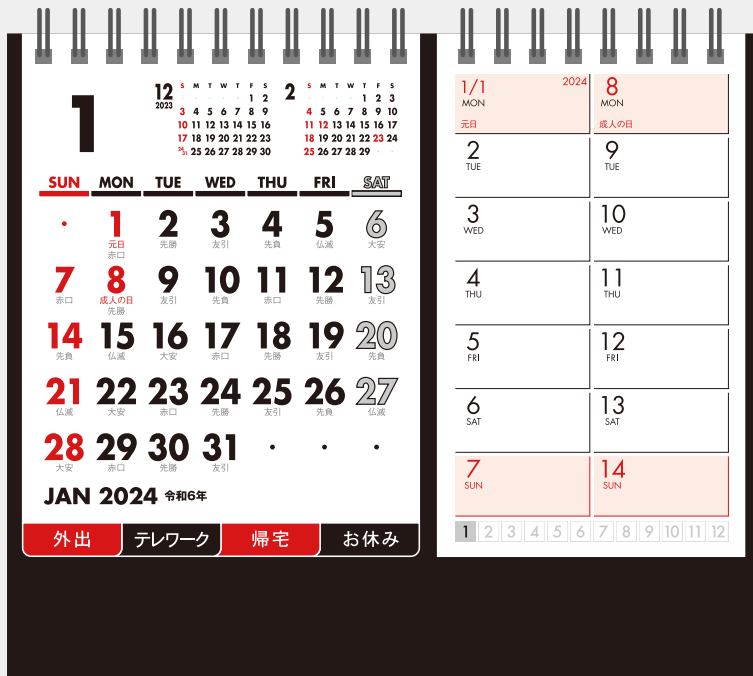 1
12
2023
S M T W T F S
1 2
3 4 5 6 7 8 9
10 11 12 13 14 15 16
17 18 19 20 21 22 23
24/31 25 26 27 28 29 30
2
S M T W T F S
1 2 3
4 5 6 7 8 9 10
11 12 13 14 15 16 17
18 19 20 21 22 23 24
25 26 27 28 29
SUN MON TUE WED THU FRI SAT
1 2 3 4 5 6
元日 先勝 友引 先負 仏滅 大安
赤口
7 8 9 10 11 12 13
赤口 成人の日 友引 先負 赤口 先勝 友引
先勝
14 15 16 17 18 19 20
先負 仏滅 大安 赤口 先勝 友引 先負
21 22 23 24 25 26 27
仏滅 大安 赤口 先勝 友引 先負 仏滅
28 29 30 31
大安 赤口 先勝 友引
JAN 2024 令和6年
外出 テレワーク 帰宅 お休み
1/1 2024
MON
元日
2
TUE
3
WED
4
THU
5
FRI
6
SAT
7
SUN
8
MON
成人の日
9
TUE
10
WED
11
THU
12
FRI
13
SAT
14
SUN
1 2 3 4 5 6 7 8 9 10 11 12